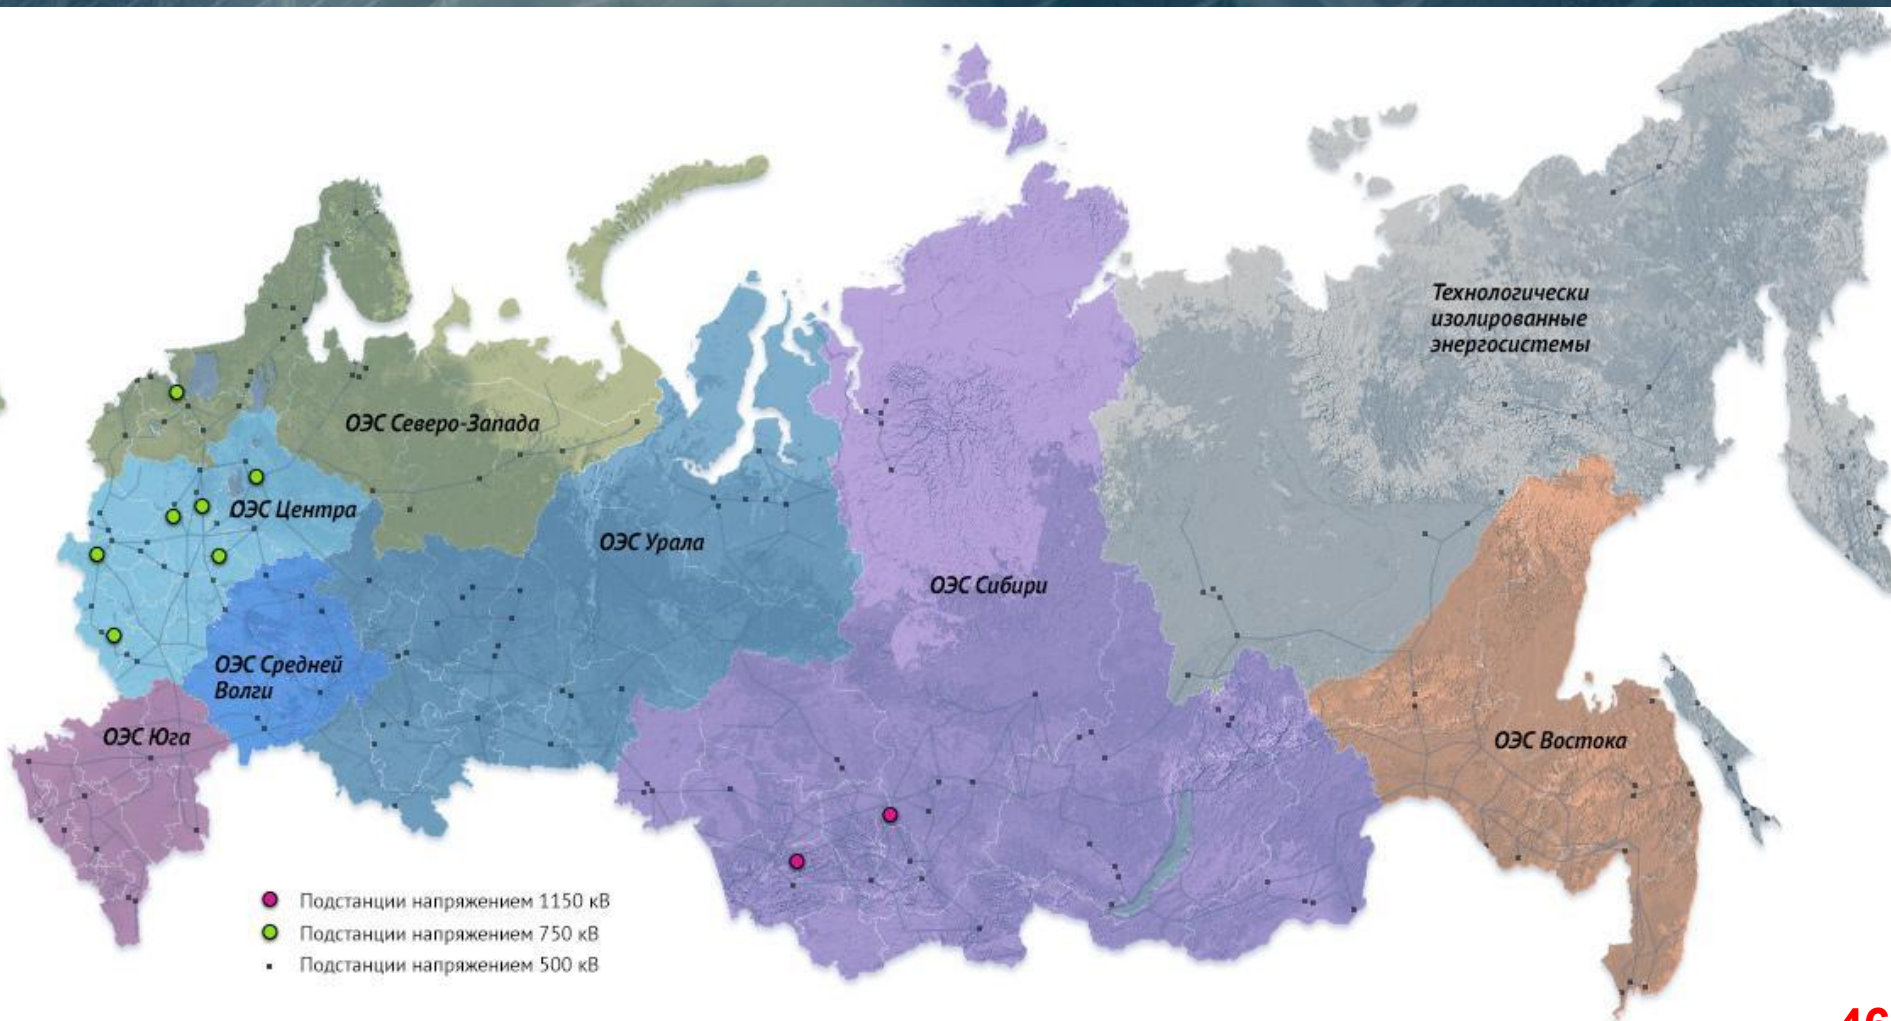 Технологически
изолированные
энергосистемы
ОЭС Северо-Запада
ОЭС Центра
ОЭС Урала
ОЭС Сибири
ОЭС Средней
Волги
ОЭС Юга
ОЭС Востока
Подстанции напряжением 1150 кВ
Подстанции напряжением 750 кВ
Подстанции напряжением 500 кВ